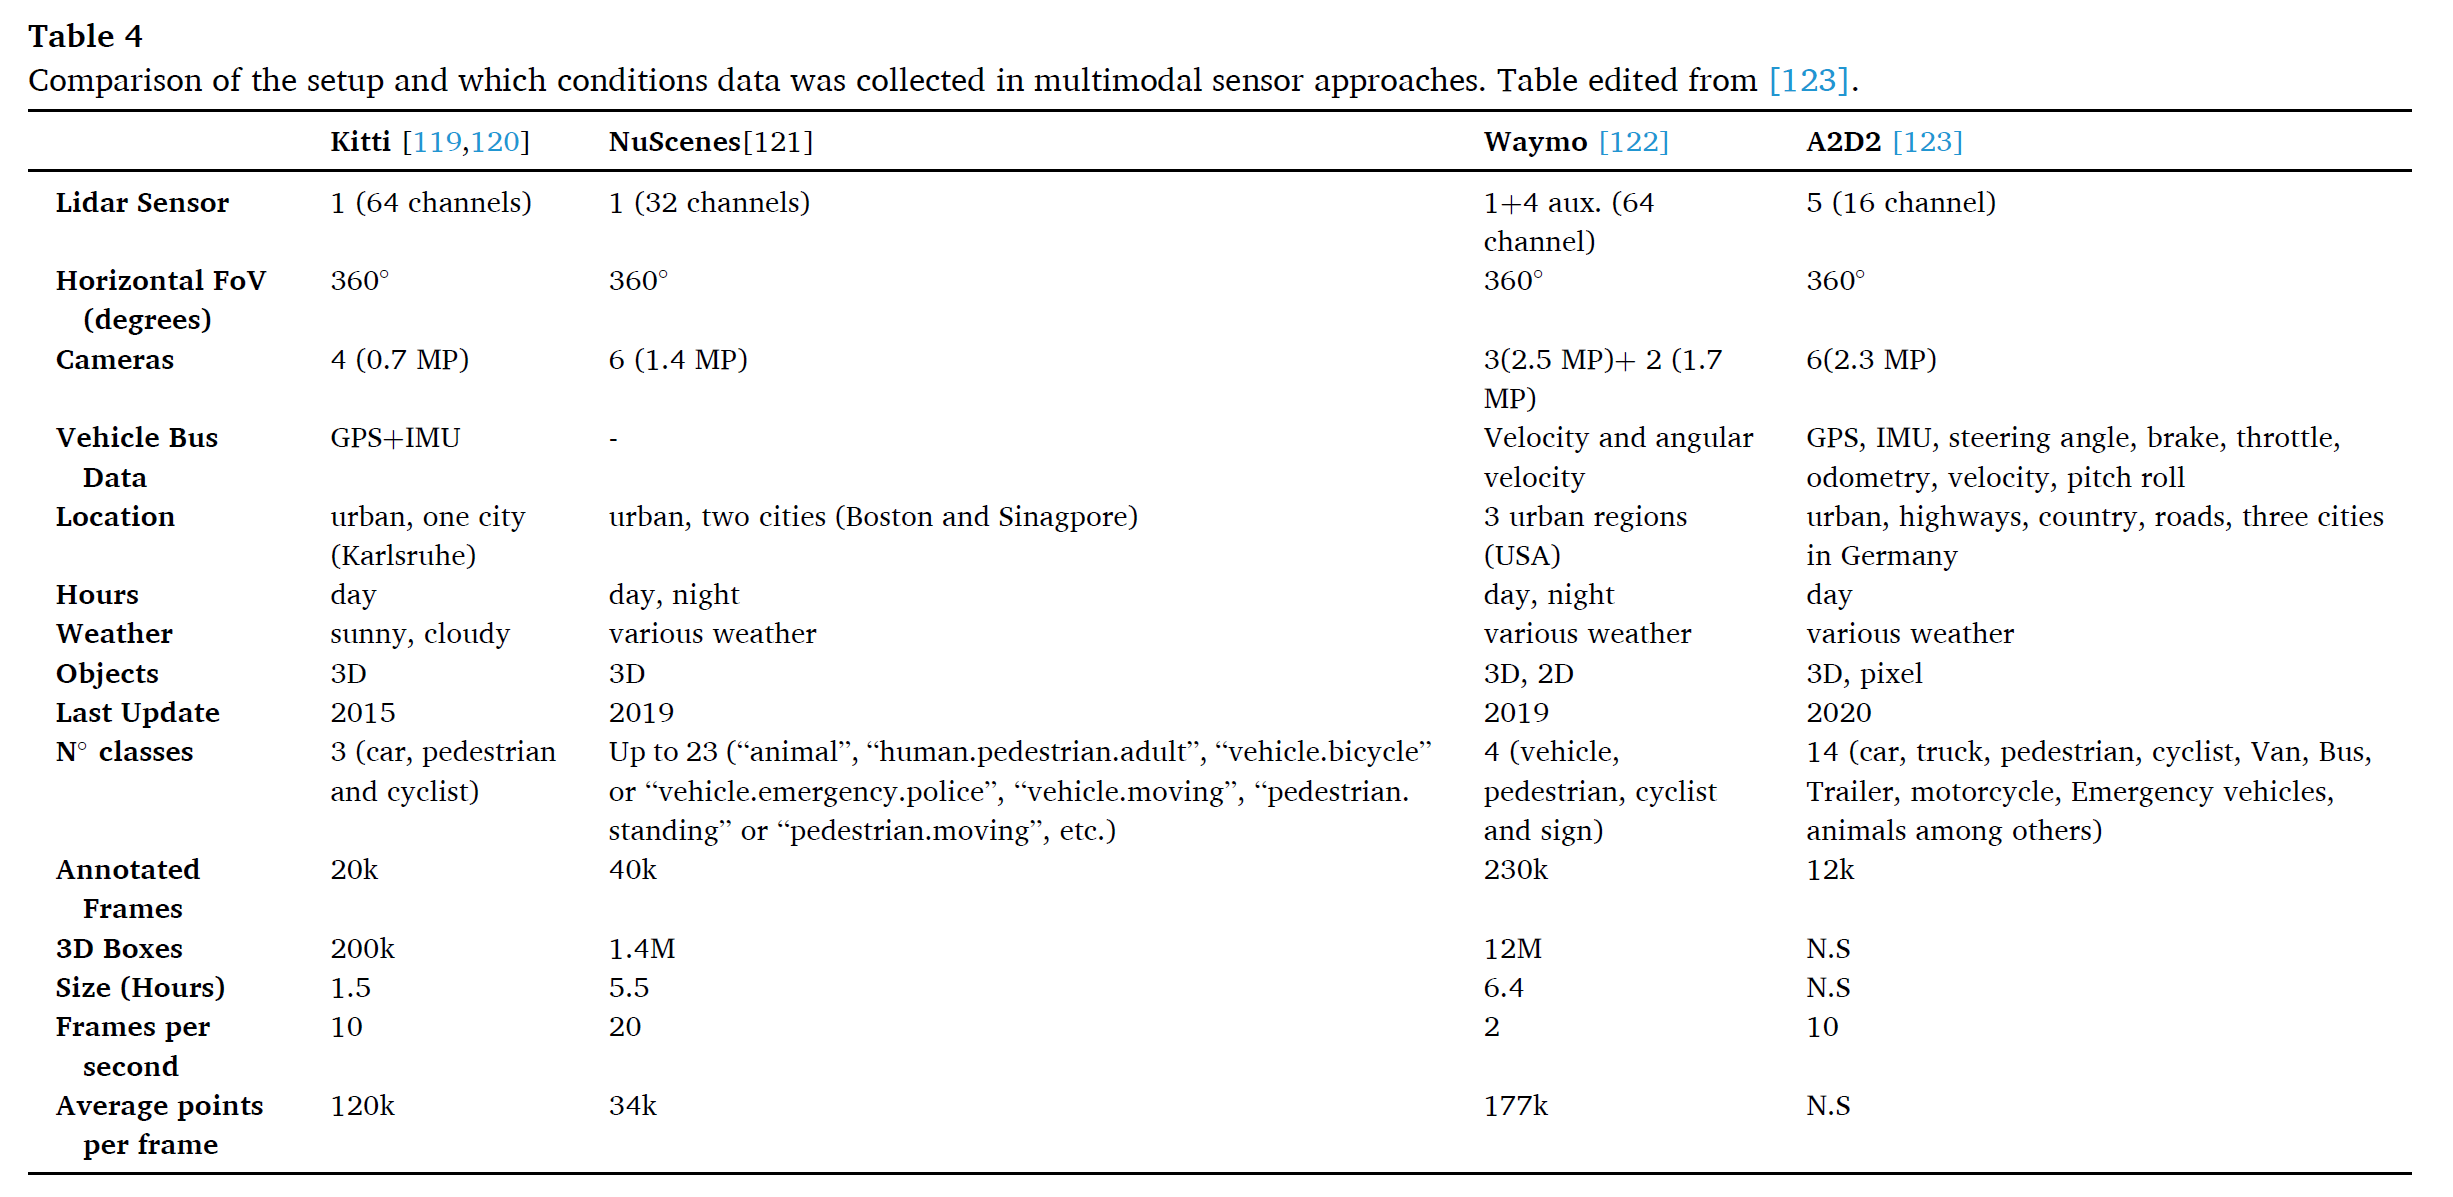 Table 4
Comparison of the setup and which conditions data was collected in multimodal sensor approaches. Table edited from [123].
Kitti [119,120] NuScenes[121] Waymo [122] A2D2 [123]
Lidar Sensor 1 (64 channels) 1 (32 channels) 1+4 aux. (64 5 (16 channel)
channel)
Horizontal FoV 360° 360° 360° 360°
(degrees)
Cameras 4 (0.7 MP) 6 (1.4 MP) 3(2.5 MP)+ 2 (1.7 6(2.3 MP)
MP)
Vehicle Bus GPS+IMU - Velocity and angular GPS, IMU, steering angle, brake, throttle,
Data velocity odometry, velocity, pitch roll
Location urban, one city urban, two cities (Boston and Sinagpore) 3 urban regions urban, highways, country, roads, three cities
(Karlsruhe) (USA) in Germany
Hours day day, night day, night day
Weather sunny, cloudy various weather various weather various weather
Objects 3D 3D 3D, 2D 3D, pixel
Last Update 2015 2019 2019 2020
N° classes 3 (car, pedestrian Up to 23 (“animal”, “human.pedestrian.adult”, “vehicle.bicycle” 4 (vehicle, 14 (car, truck, pedestrian, cyclist, Van, Bus,
and cyclist) or “vehicle.emergency.police”, “vehicle.moving”, “pedestrian. pedestrian, cyclist Trailer, motorcycle, Emergency vehicles,
standing” or “pedestrian.moving”, etc.) and sign) animals among others)
Annotated 20k 40k 230k 12k
Frames
3D Boxes 200k 1.4M 12M N.S
Size (Hours) 1.5 5.5 6.4 N.S
Frames per 10 20 2 10
second
Average points 120k 34k 177k N.S
per frame